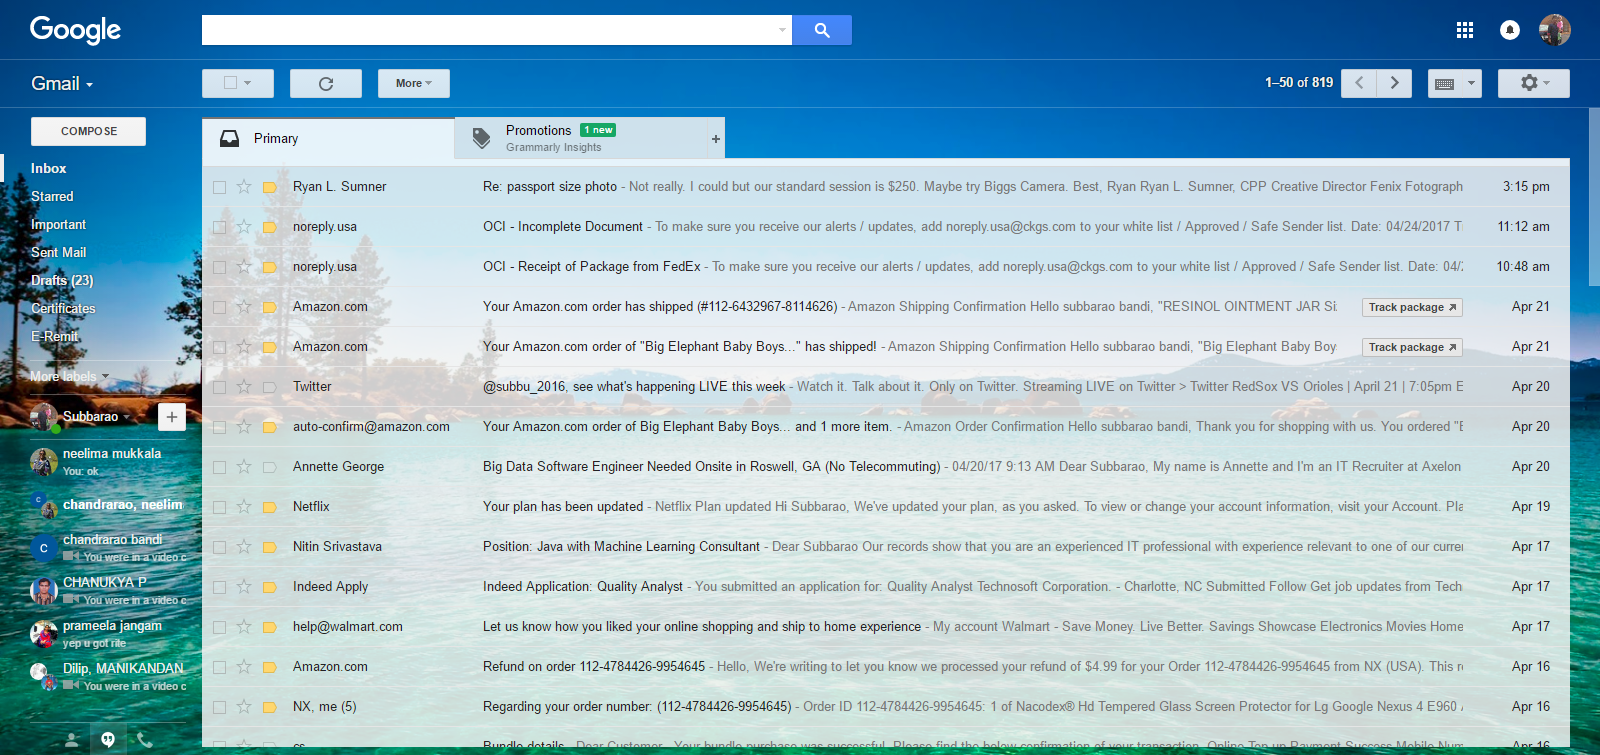 Google
Gmail
More
1–50 of 819
COMPOSE
Primary
Promotions 1 new
Grammarly Insights
+
Inbox
Starred
Important
Sent Mail
Drafts (23)
Certificates
E-Remit
More labels
Subbarao +
neelima mukkala
You: ok
chandrarao, neelim
chandrarao bandi
C
You were in a video c
CHANUKYA P
You were in a video c
prameela jangam
yep u got rite
Dilip, MANIKANDAN
You were in a video c
Ryan L. Sumner Re: passport size photo - Not really. I could but our standard session is $250. Maybe try Biggs Camera. Best, Ryan Ryan L. Sumner, CPP Creative Director Fenix Fotograph 3:15 pm
noreply.usa OCI - Incomplete Document - To make sure you receive our alerts / updates, add noreply.usa@ckgs.com to your white list / Approved / Safe Sender list. Date: 04/24/2017 T 11:12 am
noreply.usa OCI - Receipt of Package from FedEx - To make sure you receive our alerts / updates, add noreply.usa@ckgs.com to your white list / Approved / Safe Sender list. Date: 04/2 10:48 am
Amazon.com Your Amazon.com order has shipped (#112-6432967-8114626) - Amazon Shipping Confirmation Hello subbarao bandi, "RESINOL OINTMENT JAR Si Track package Apr 21
Amazon.com Your Amazon.com order of "Big Elephant Baby Boys..." has shipped! - Amazon Shipping Confirmation Hello subbarao bandi, "Big Elephant Baby Boy Track package Apr 21
Twitter @subbu_2016, see what's happening LIVE this week - Watch it. Talk about it. Only on Twitter. Streaming LIVE on Twitter > Twitter RedSox VS Orioles | April 21 | 7:05pm E Apr 20
auto-confirm@amazon.com Your Amazon.com order of Big Elephant Baby Boys... and 1 more item. - Amazon Order Confirmation Hello subbarao bandi, Thank you for shopping with us. You ordered "E Apr 20
Annette George Big Data Software Engineer Needed Onsite in Roswell, GA (No Telecommuting) - 04/20/17 9:13 AM Dear Subbarao, My name is Annette and I'm an IT Recruiter at Axelon Apr 20
Netflix Your plan has been updated - Netflix Plan updated Hi Subbarao, We've updated your plan, as you asked. To view or change your account information, visit your Account. Pla Apr 19
Nitin Srivastava Position: Java with Machine Learning Consultant - Dear Subbarao Our records show that you are an experienced IT professional with experience relevant to one of our currer Apr 17
Indeed Apply Indeed Application: Quality Analyst - You submitted an application for: Quality Analyst Technosoft Corporation. - Charlotte, NC Submitted Follow Get job updates from Tech Apr 17
help@walmart.com Let us know how you liked your online shopping and ship to home experience - My account Walmart - Save Money. Live Better. Savings Showcase Electronics Movies Home Apr 17
Amazon.com Refund on order 112-4784426-9954645 - Hello, We're writing to let you know we processed your refund of $4.99 for your Order 112-4784426-9954645 from NX (USA). This re Apr 16
NX, me (5) Regarding your order number: (112-4784426-9954645) - Order ID 112-4784426-9954645: 1 of Nacodex® Hd Tempered Glass Screen Protector for Lg Google Nexus 4 E960 Apr 16
cs Bundle details - Dear Customer - Your bundle purchase was successful. Please find the below confirmation of your transaction. Online Top up Payment Success Mobile Num Apr 16